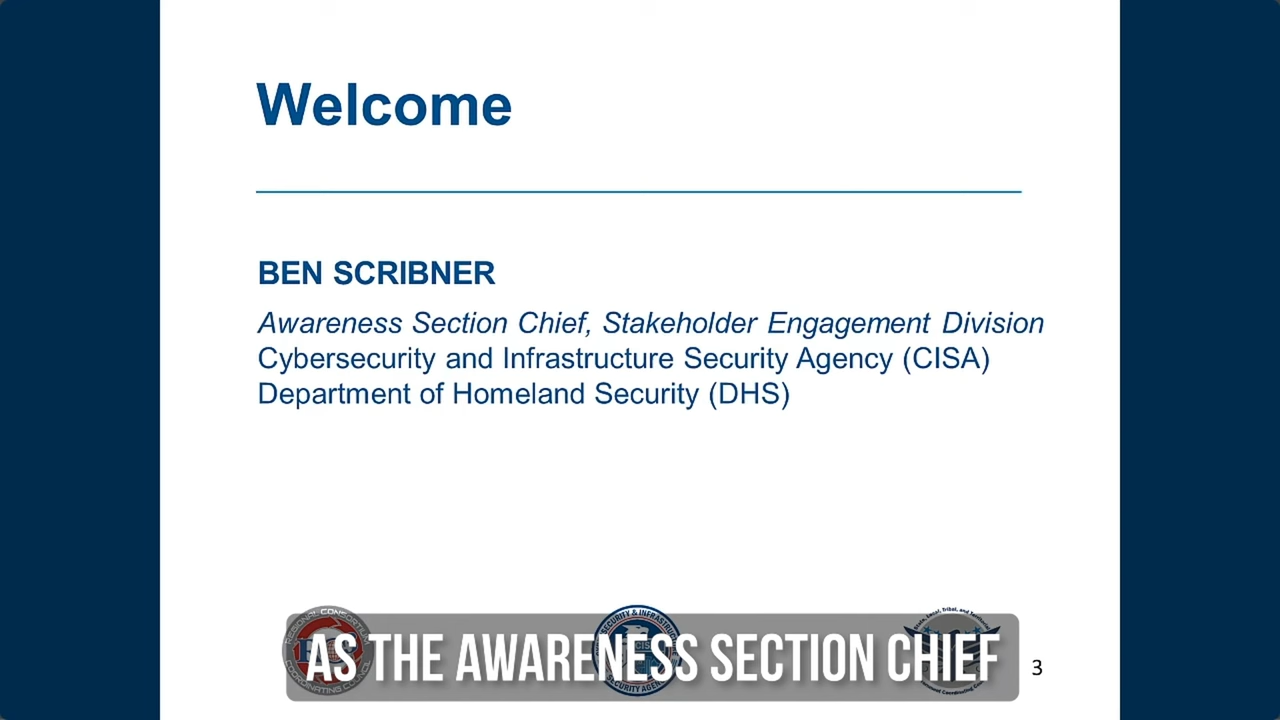 Welcome
BEN SCRIBNER
Awareness Section Chief, Stakeholder Engagement Division
Cybersecurity and Infrastructure Security Agency (CISA)
Department of Homeland Security (DHS)
AS THE AWARENESS SECTION CHIEF
3